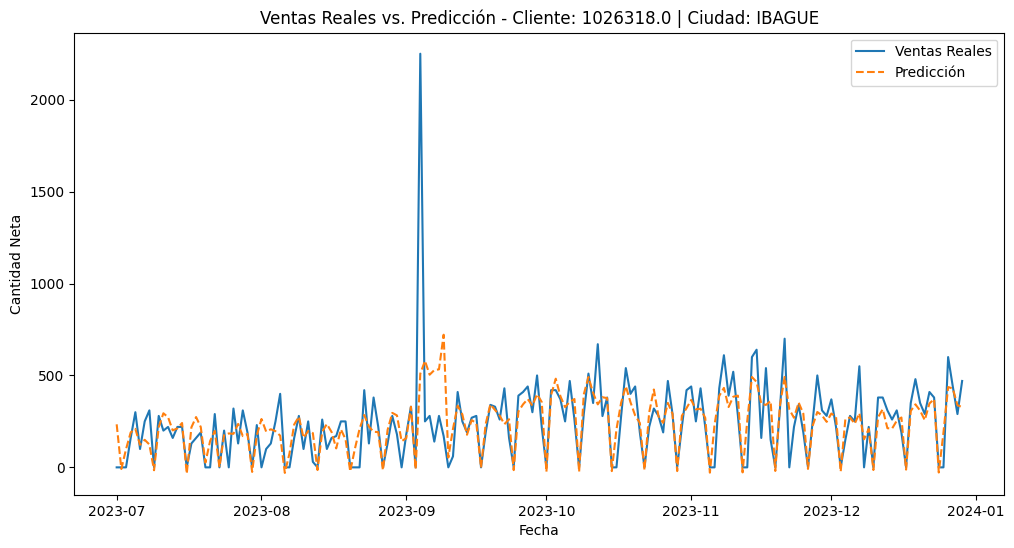 Ventas Reales vs. Predicción - Cliente: 1026318.0 | Ciudad: IBAGUE
Ventas Reales
Predicción
Cantidad Neta
2000
1500
1000
500
0
2023-07
2023-08
2023-09
2023-10
2023-11
2023-12
2024-01
Fecha